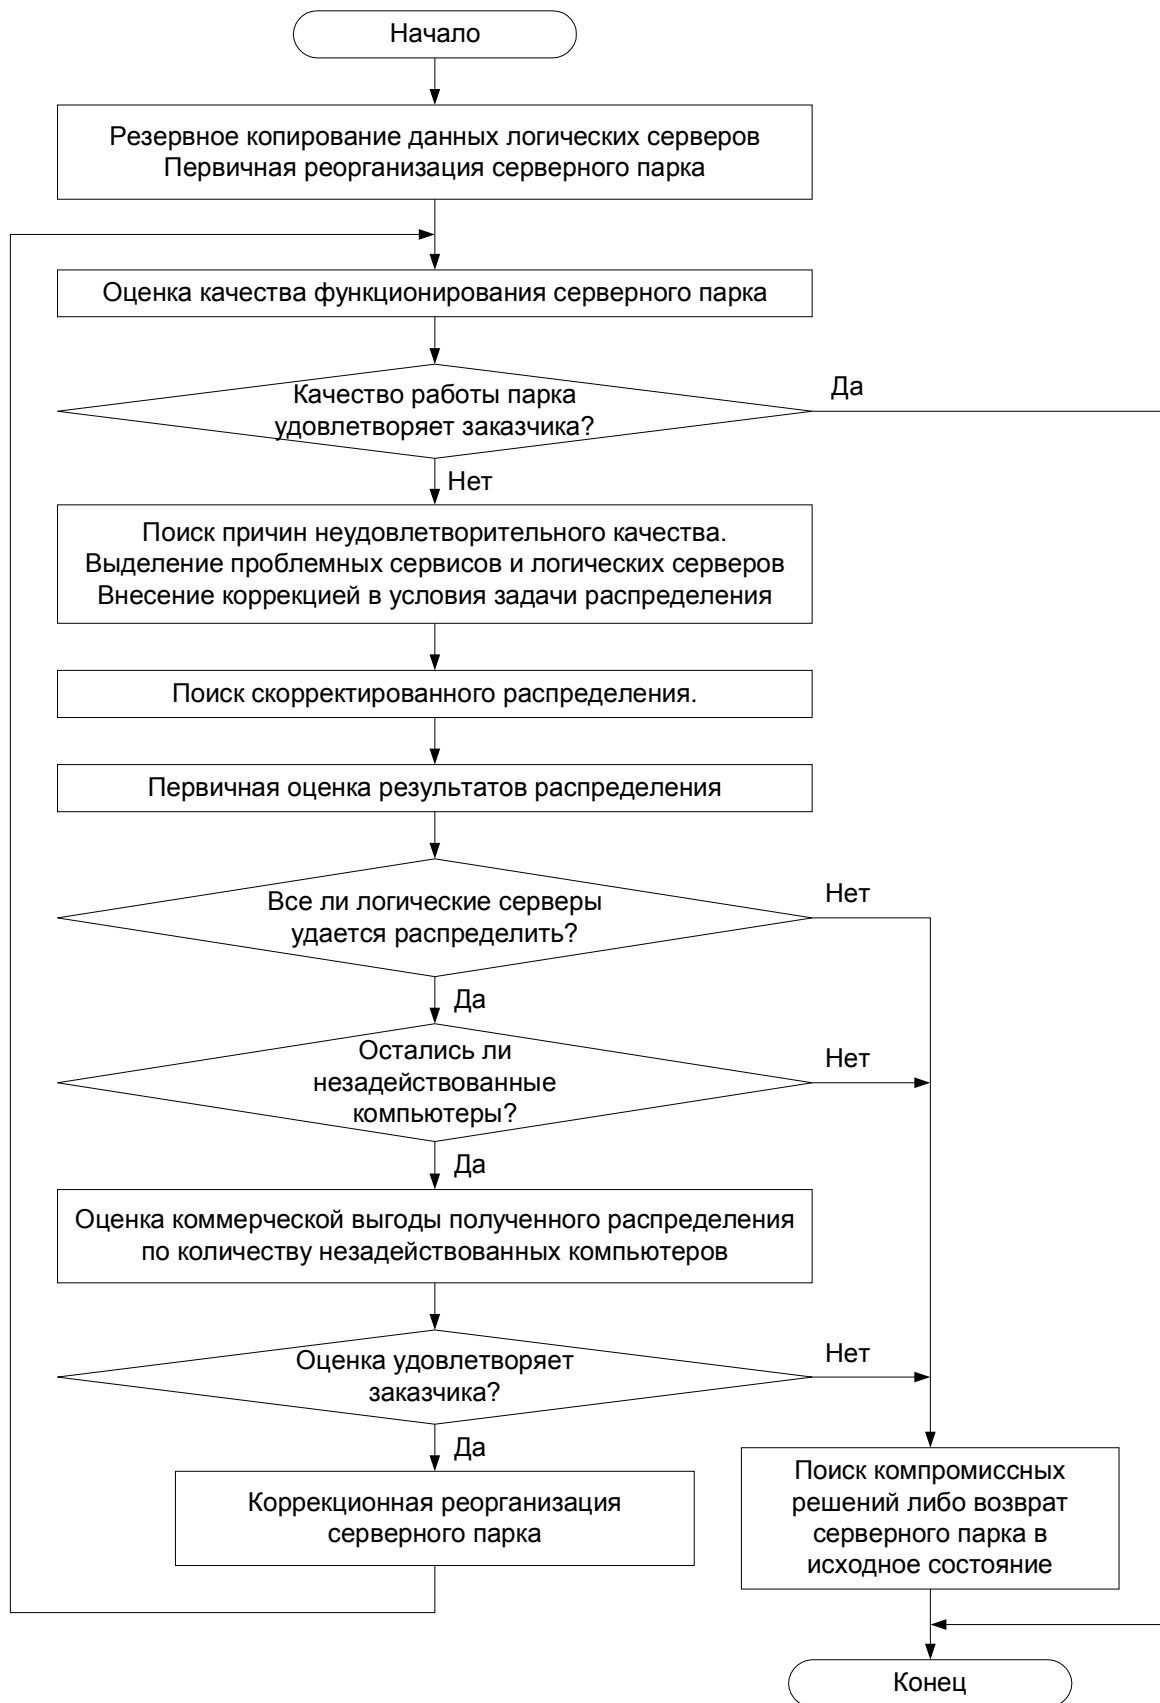 Начало
Резервное копирование данных логических серверов
Первичная реорганизация серверного парка
Оценка качества функционирования серверного парка
Качество работы парка
удовлетворяет заказчика?
Да
Нет
Поиск причин неудовлетворительного качества.
Выделение проблемных сервисов и логических серверов
Внесение коррекцией в условия задачи распределения
Поиск скорректированного распределения.
Первичная оценка результатов распределения
Все ли логические серверы
удается распределить?
Нет
Да
Остались ли
незадействованные
компьютеры?
Нет
Да
Оценка коммерческой выгоды полученного распределения
по количеству незадействованных компьютеров
Оценка удовлетворяет
заказчика?
Нет
Да
Коррекционная реорганизация
серверного парка
Поиск компромиссных
решений либо возврат
серверного парка в
исходное состояние
Конец